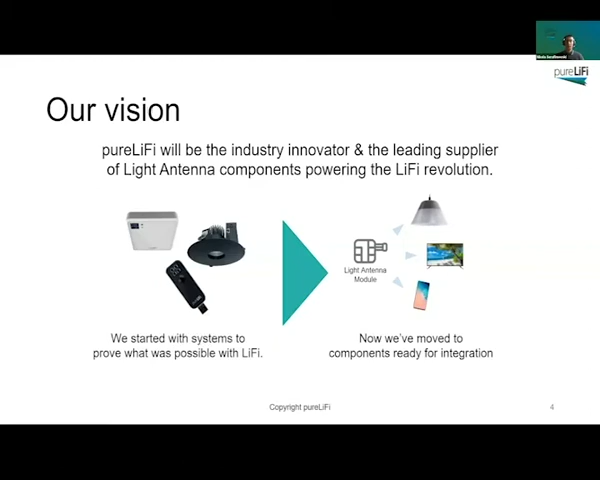 pureLiFi
Our vision
pureLiFi will be the industry innovator & the leading supplier
of Light Antenna components powering the LiFi revolution.
Light Antenna
Module
We started with systems to
prove what was possible with LiFi.
Now we've moved to
components ready for integration
Copyright pureLiFi
4